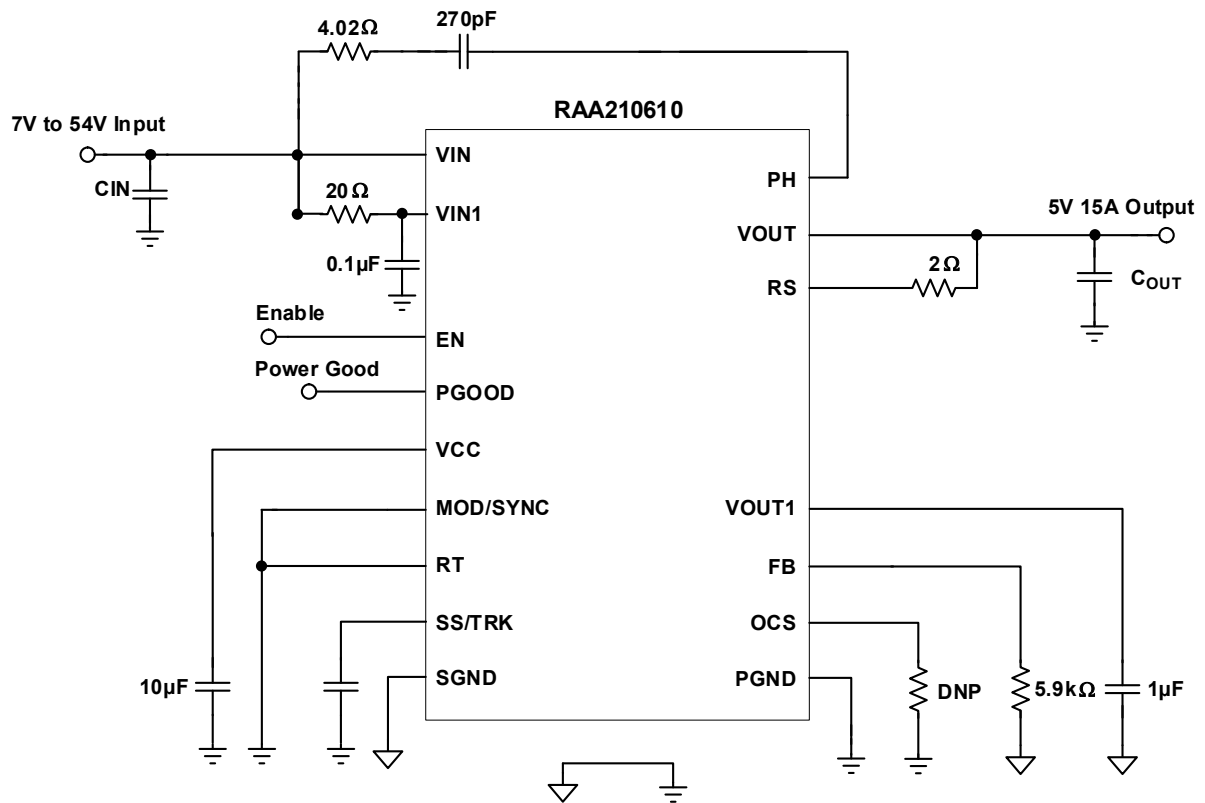 270pF
4.02Ω
RAA210610
7V to 54V Input
VIN
CIN
PH
20Ω
VIN1
5V 15A Output
VOUT
0.1µF
2Ω
RS
COUT
Enable
EN
Power Good
PGOOD
VCC
MOD/SYNC
VOUT1
RT
FB
SS/TRK
OCS
SGND
PGND
10µF
DNP
5.9kΩ
1µF